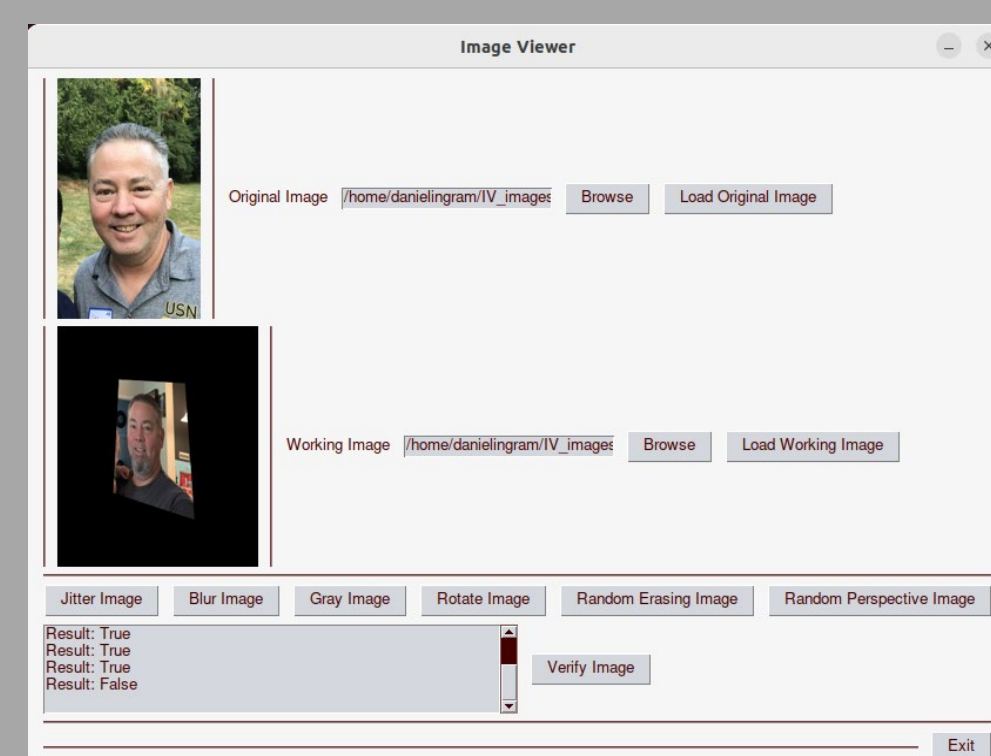 Image Viewer
USN
Original Image /home/danielingram/IV_images Browse Load Original Image
Working Image /home/danielingram/IV_images Browse Load Working Image
Jitter Image Blur Image Gray Image Rotate Image Random Erasing Image Random Perspective Image
Result: True
Result: True
Result: True
Result: False
Verify Image
Exit